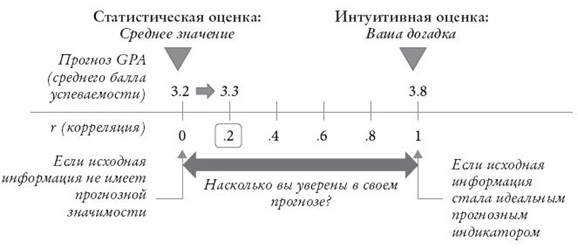 Статистическая оценка:
Среднее значение
Интуитивная оценка:
Ваша догадка
Прогноз GPA
(среднего балла
успеваемости)
3.2 3.3 3.8
r (корреляция) 0 .2 .4 .6 .8 1
Если исходная
информация не имеет
прогнозной
значимости
Насколько вы уверены в своем
прогнозе?
Если исходная
информация
стала идеальным
прогнозным
индикатором